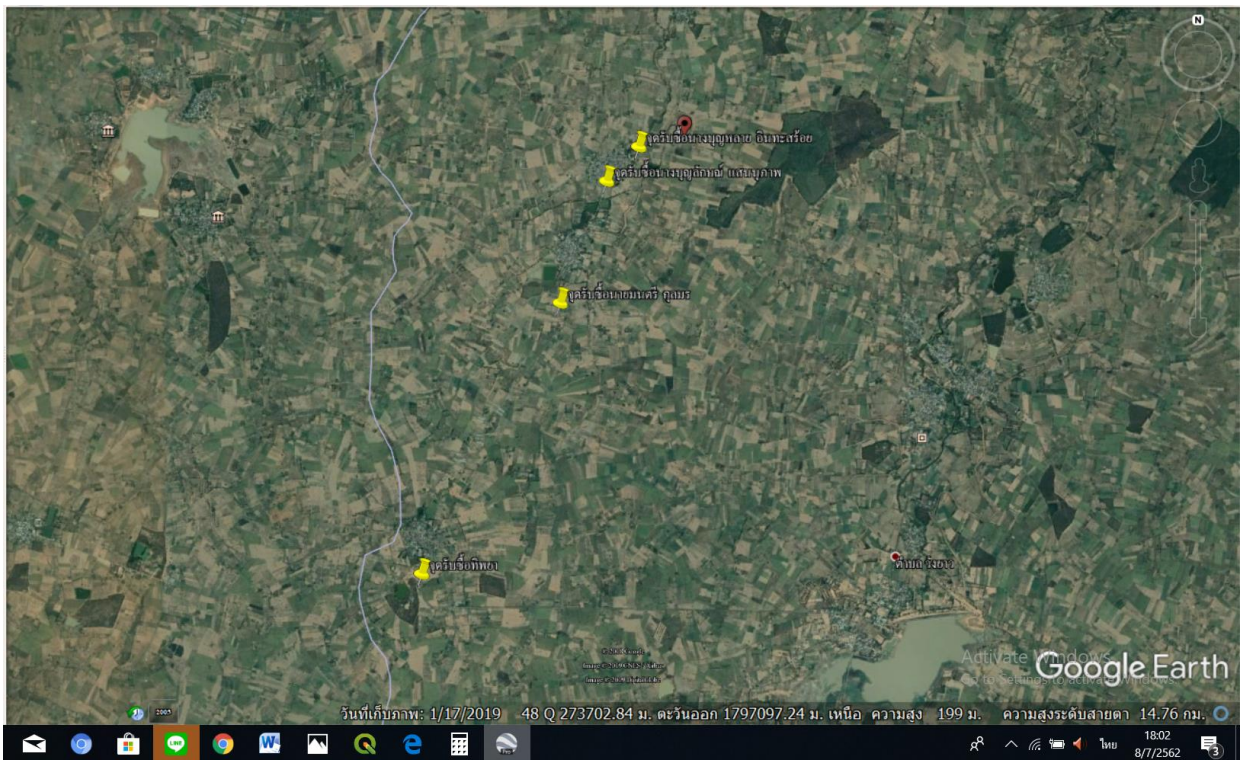 N
จุดรับซื้อนางบุญหลาย อินทะสร้อย
จุดรับซื้อนางบุญลักษณ์ แสนบุภาพ
จุดรับซื้อนายมนตรี กุลมร
จุดรับซื้อทิพยา
ตำบล วังยาว
Activate Windows
Go to Settings to activate Windows.
Google Earth
2005
วันที่เก็บภาพ: 1/17/2019 48 Q 273702.84 ม. ตะวันออก 1797097.24 ม. เหนือ ความสูง 199 ม. ความสูงระดับสายตา 14.76 กม.
LINE
W
ไทย
18:02
8/7/2562
3